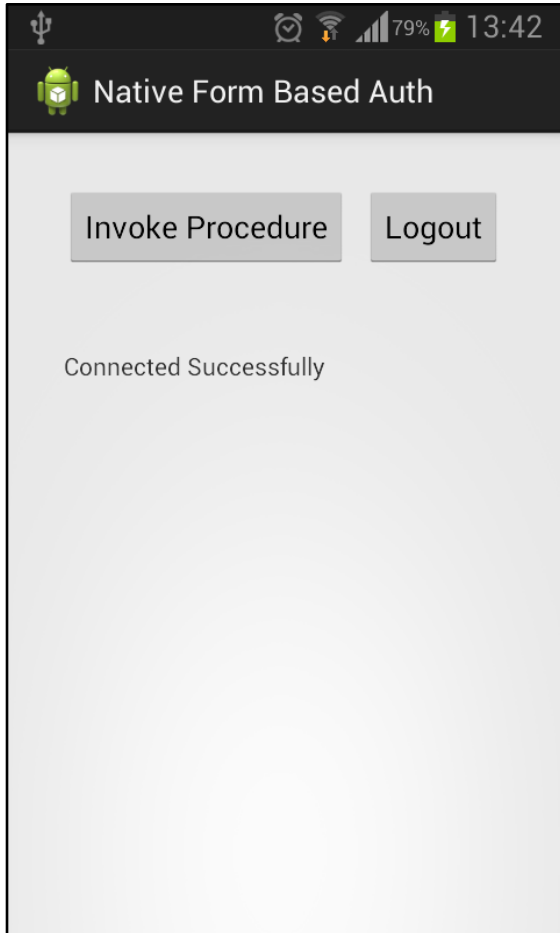 79% 13:42
Native Form Based Auth
Invoke Procedure Logout
Connected Successfully